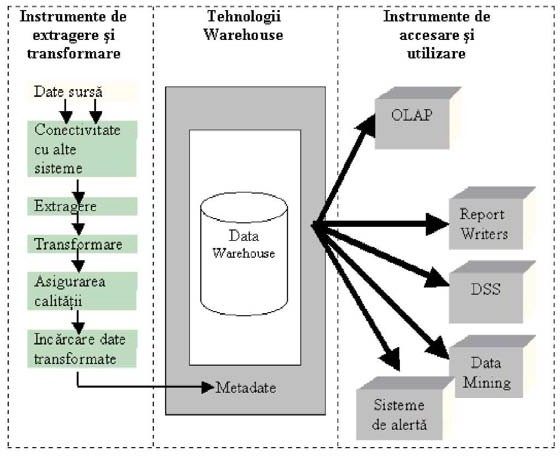 Instrumente de
extragere și
transformare
Date sursă
Conectivitate
cu alte
sisteme
Extragere
Transformare
Asigurarea
calității
Incărcare date
transformate
Tehnologii
Warehouse
Data
Warehouse
Metadate
Instrumente de
accesare și
utilizare
OLAP
Report
Writers
DSS
Data
Mining
Sisteme
de alertă